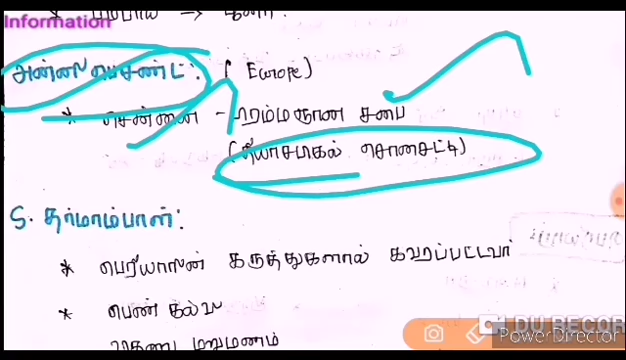 Information
அன்னிபெசண்ட் : ( Europe)
* சென்னை - பிரம்மஞான சபை
(தியாசபிகல் சொசைட்டி)
S. தர்மாம்பாள் :
* பெரியாரின் கருத்துகளால் கவரப்பட்டவர்
* பெண் கல்வி
விதவை மறுமணம்
DU RECOR
PowerDirector